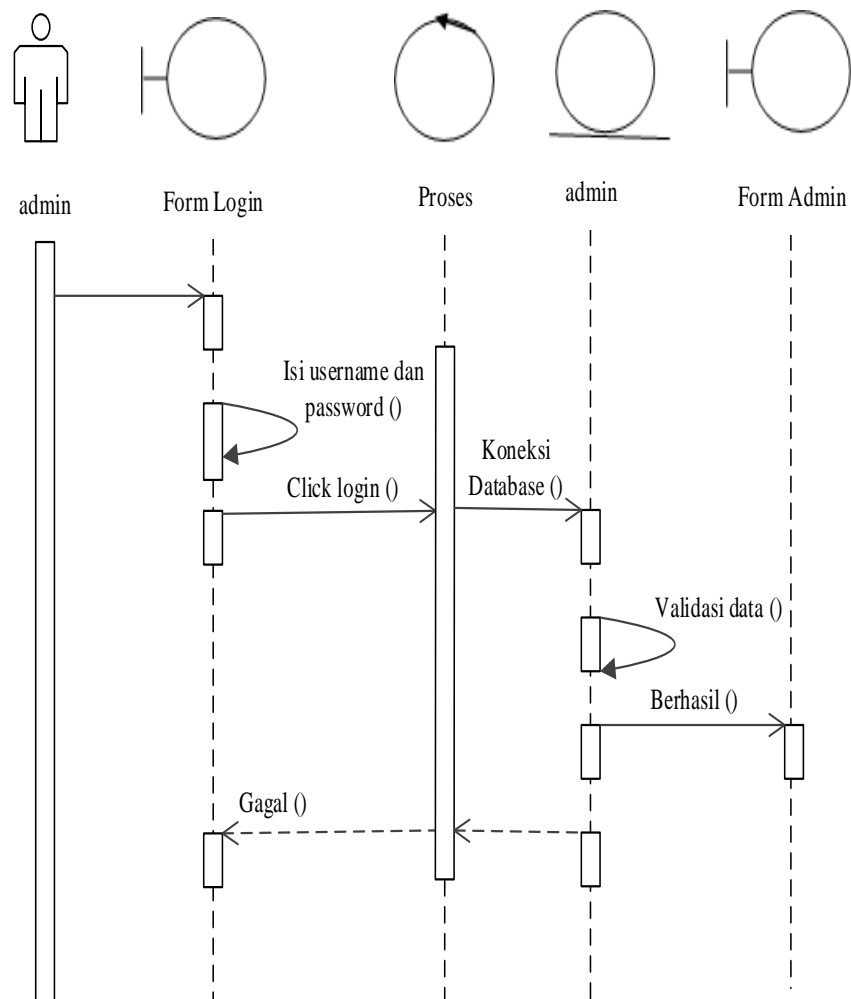 admin
Form Login
Proses
admin
Form Admin
Isi username dan
password ()
Click login ()
Koneksi
Database ()
Validasi data ()
Berhasil ()
Gagal ()